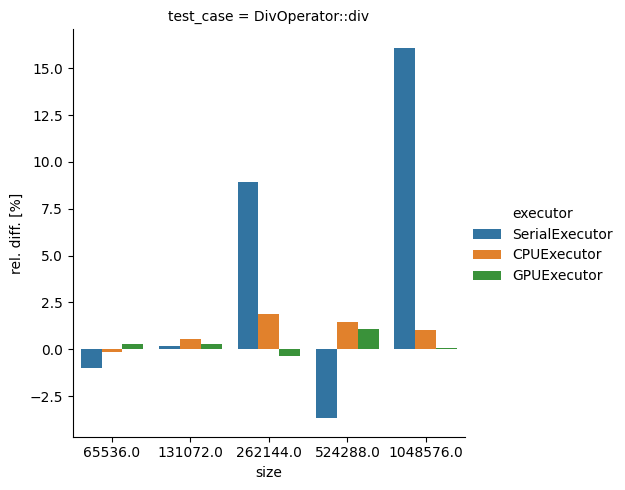 test_case = DivOperator::div
rel. diff. [%]
15.0
12.5
10.0
7.5
5.0
2.5
0.0
−2.5
65536.0 131072.0 262144.0 524288.0 1048576.0
size
executor
SerialExecutor
CPUExecutor
GPUExecutor